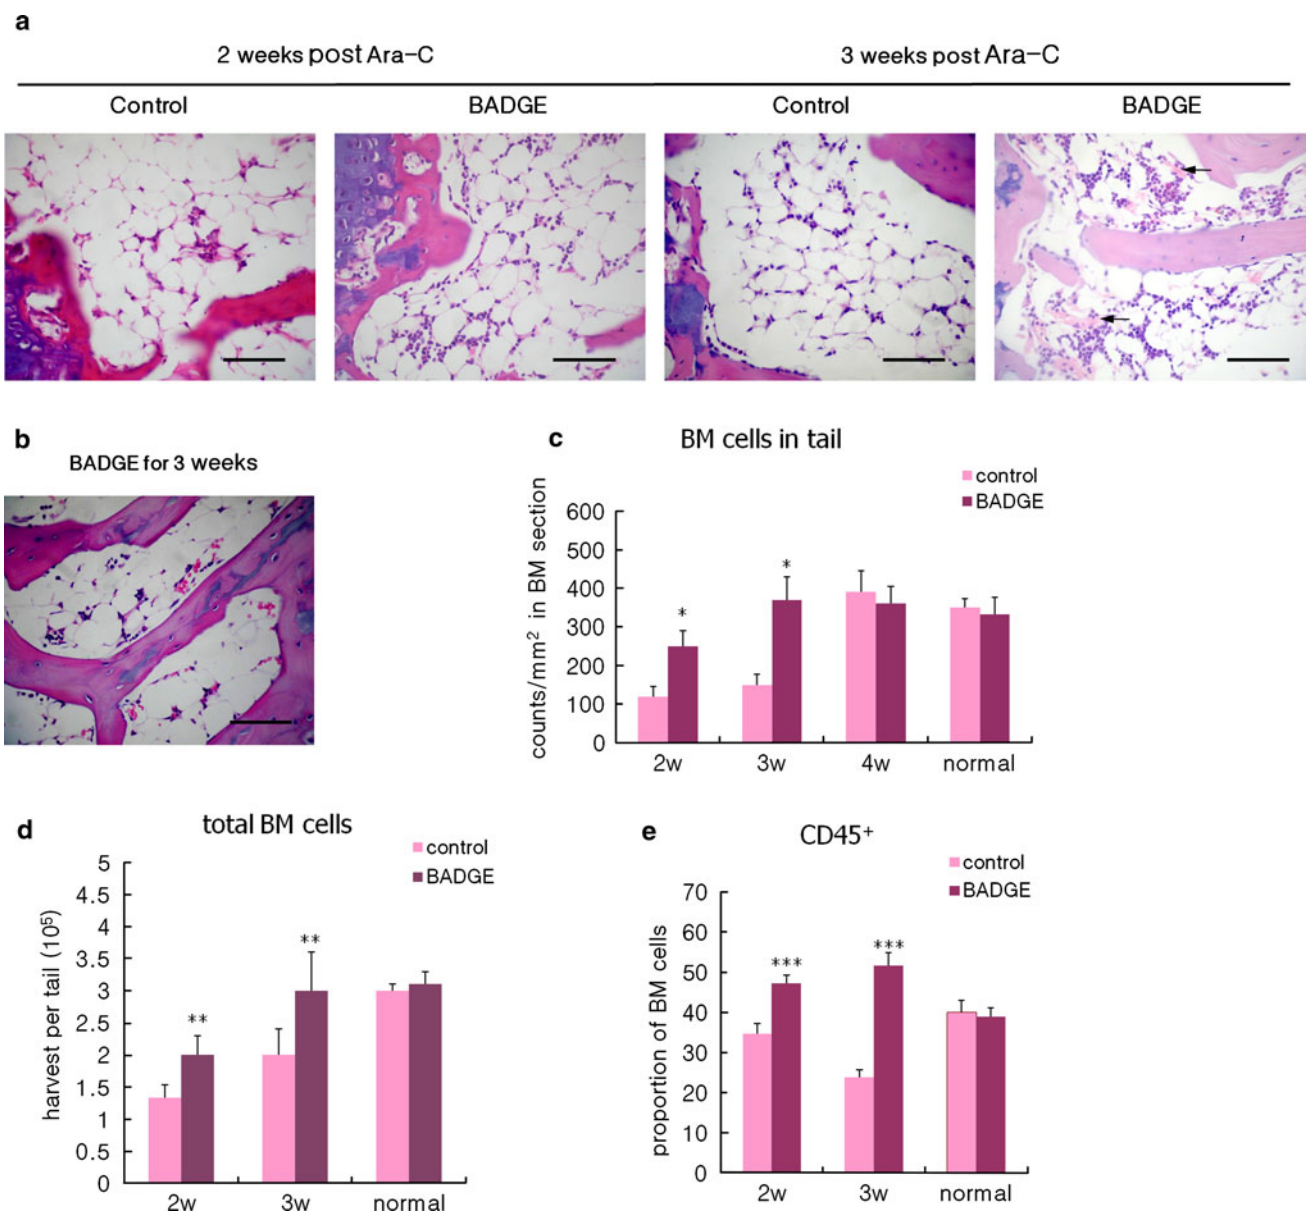 a
2 weeks post Ara-C
3 weeks post Ara-C
Control
BADGE
Control
BADGE
b
BADGE for 3 weeks
c
BM cells in tail
control
BADGE
counts/mm² in BM section
600
500
400
300
200
100
0
*
*
2w
3w
4w
normal
d
total BM cells
control
BADGE
harvest per tail (10⁵)
5
4.5
4
3.5
3
2.5
2
1.5
1
0.5
0
**
**
2w
3w
normal
e
CD45⁺
control
BADGE
proportion of BM cells
70
60
50
40
30
20
10
0
***
***
2w
3w
normal